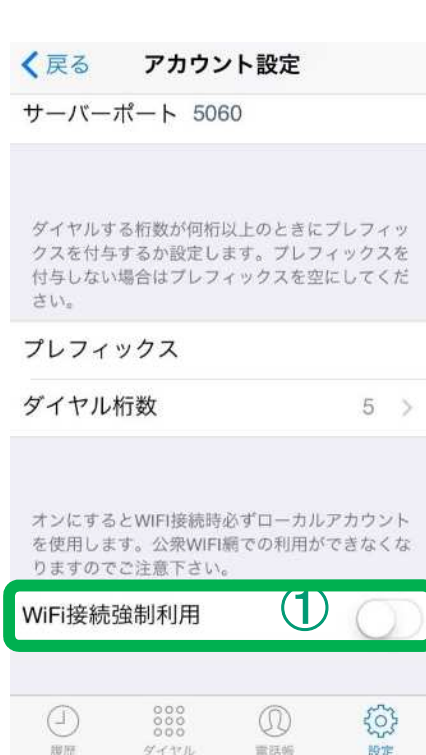 戻る アカウント設定
サーバーポート 5060
ダイヤルする桁数が何桁以上のときにプレフィッ
クスを付与するか設定します。プレフィックスを
付与しない場合はプレフィックスを空にしてくだ
さい。
プレフィックス
ダイヤル桁数 5
オンにするとWIFI接続時必ずローカルアカウント
を使用します。公衆WIFI網での利用ができなくな
りますのでご注意下さい。
WiFi接続強制利用 ①
履歴 ダイヤル 電話帳 設定